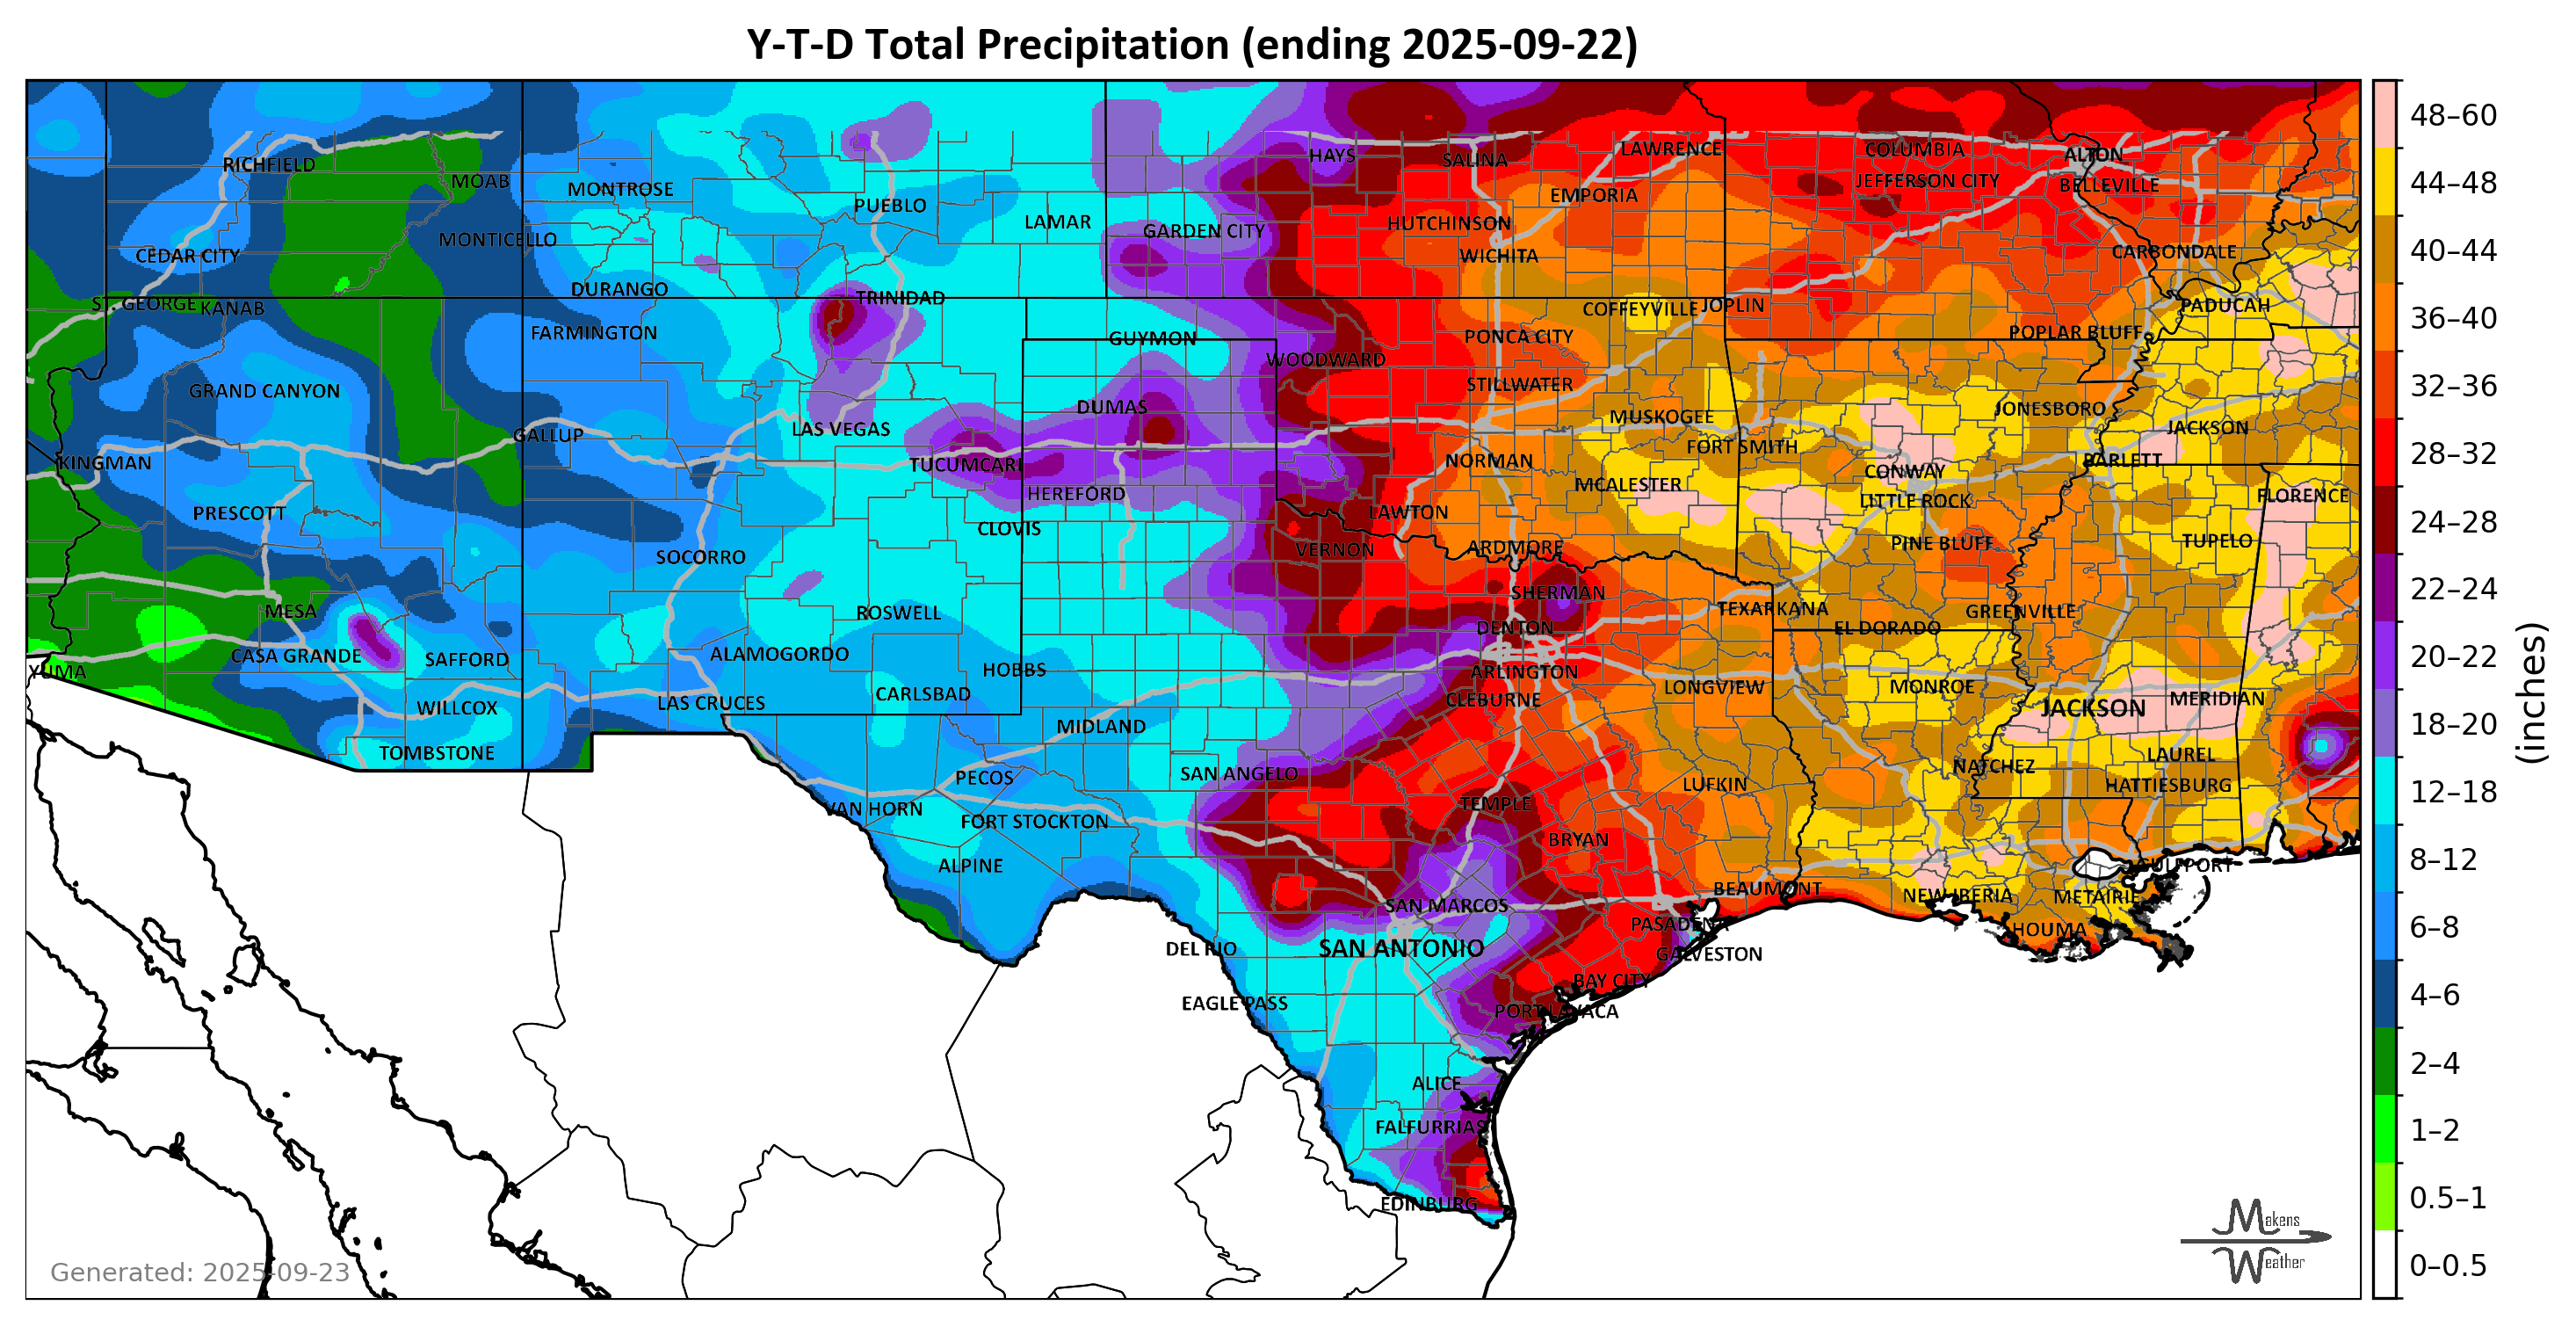 Y-T-D Total Precipitation (ending 2025-09-22)
HAYS
SALINA
LAWRENCE
COLUMBIA
ALTON
RICHFIELD
MOAB
MONTROSE
JEFFERSON CITY
BELLEVILLE
PUEBLO
EMPORIA
LAMAR
GARDEN CITY
HUTCHINSON
MONTICELLO
CEDAR CITY
WICHITA
CARBONDALE
DURANGO
TRINIDAD
ST. GEORGE
KANAB
COFFEYVILLE
JOPLIN
PADUCAH
FARMINGTON
GUYMON
PONCA CITY
POPLAR BLUFF
WOODWARD
GRAND CANYON
STILLWATER
DUMAS
MUSKOGEE
JONESBORO
LAS VEGAS
GALLUP
JACKSON
FORT SMITH
KINGMAN
TUCUMCARI
NORMAN
BARLETT
CONWAY
HEREFORD
MCALESTER
LITTLE ROCK
FLORENCE
PRESCOTT
LAWTON
CLOVIS
SOCORRO
VERNON
ARDMORE
PINE BLUFF
TUPELO
SHERMAN
MESA
ROSWELL
TEXARKANA
GREENVILLE
DENTON
EL DORADO
CASA GRANDE
SAFFORD
ALAMOGORDO
YUMA
HOBBS
ARLINGTON
LONGVIEW
MONROE
CARLSBAD
CLEBURNE
MERIDIAN
WILLCOX
LAS CRUCES
JACKSON
MIDLAND
TOMBSTONE
LAUREL
NATCHEZ
PECOS
SAN ANGELO
LUFKIN
HATTIESBURG
VAN HORN
FORT STOCKTON
TEMPLE
BRYAN
ALPINE
GULFPORT
BEAUMONT
NEW IBERIA
METAIRIE
SAN MARCOS
PASADENA
HOUMA
DEL RIO
SAN ANTONIO
GALVESTON
BAY CITY
EAGLE PASS
PORT LAVACA
ALICE
FALFURRIAS
EDINBURG
48–60
44–48
40–44
36–40
32–36
28–32
24–28
22–24
20–22
18–20
12–18
8–12
6–8
4–6
2–4
1–2
0.5–1
0–0.5
(inches)
Generated: 2025-09-23
Makens
Weather